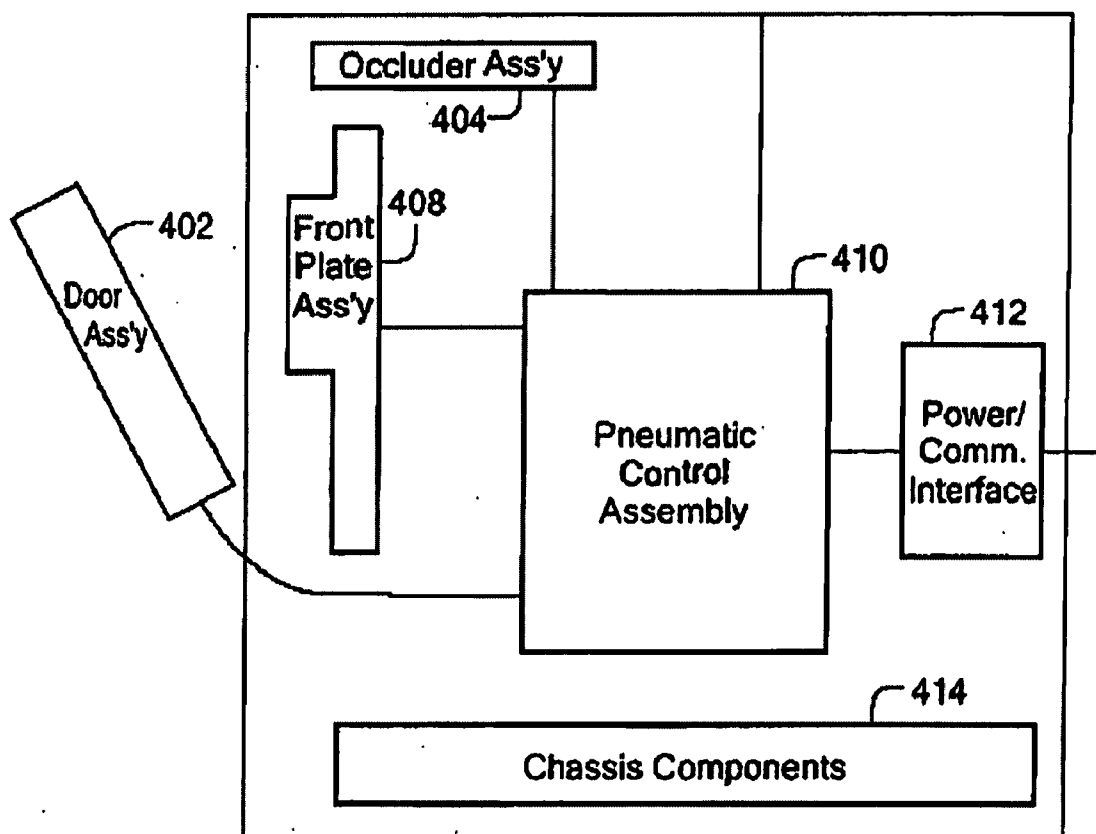 Occluder Ass'y
404
408
Front
Plate
Ass'y
402
Door
Ass'y
410
412
Pneumatic
Control
Assembly
Power/
Comm.
Interface
414
Chassis Components